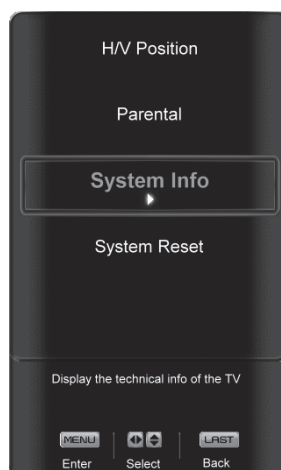 H/V Position
Parental
System Info
System Reset
Display the technical info of the TV
MENU LAST
Enter Select Back